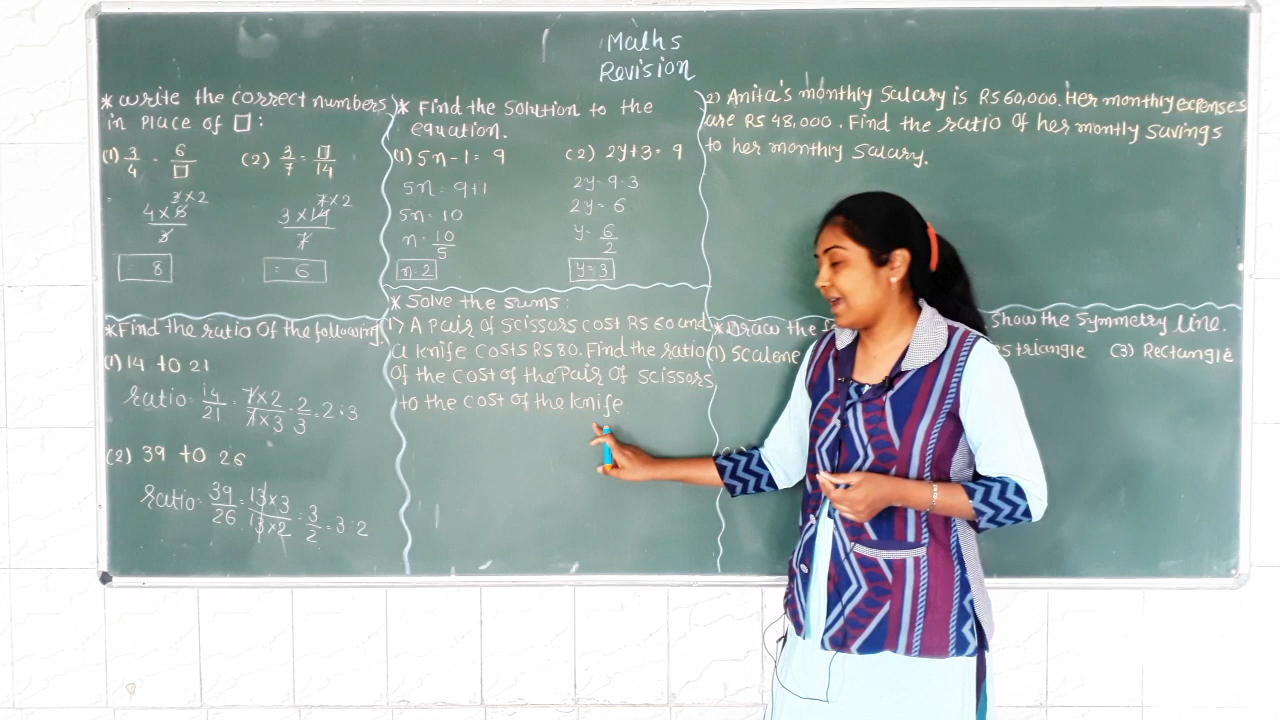 Maths
Revision
* Write the correct numbers
in place of □ :
(1) 3/4 = 6/□ (2) 3/7 = □/14
4 × 6 3 × 2 / 3 3 × 14 7 × 2 / 7
= 8 = 6
* Find the ratio of the following.
(1) 14 to 21
ratio = 14/21 = 7×2/7×3 = 2/3 = 2:3
(2) 39 to 26
ratio = 39/26 = 13×3/13×2 = 3/2 = 3:2
* Find the solution to the
equation.
(1) 5n - 1 = 9 (2) 2y + 3 = 9
5n = 9+1 2y = 9-3
5n = 10 2y = 6
n = 10/5 y = 6/2
n = 2 y = 3
* Solve the sums:
1) A pair of scissors cost RS 60 and
a knife costs RS 80. Find the ratio
of the cost of the pair of scissors
to the cost of the knife
2) Anita's monthly salary is RS 60,000. Her monthly expenses
are RS 48,000. Find the ratio of her montly savings
to her monthly salary.
* Draw the Show the symmetry line.
(1) Scalene triangle (3) Rectangle